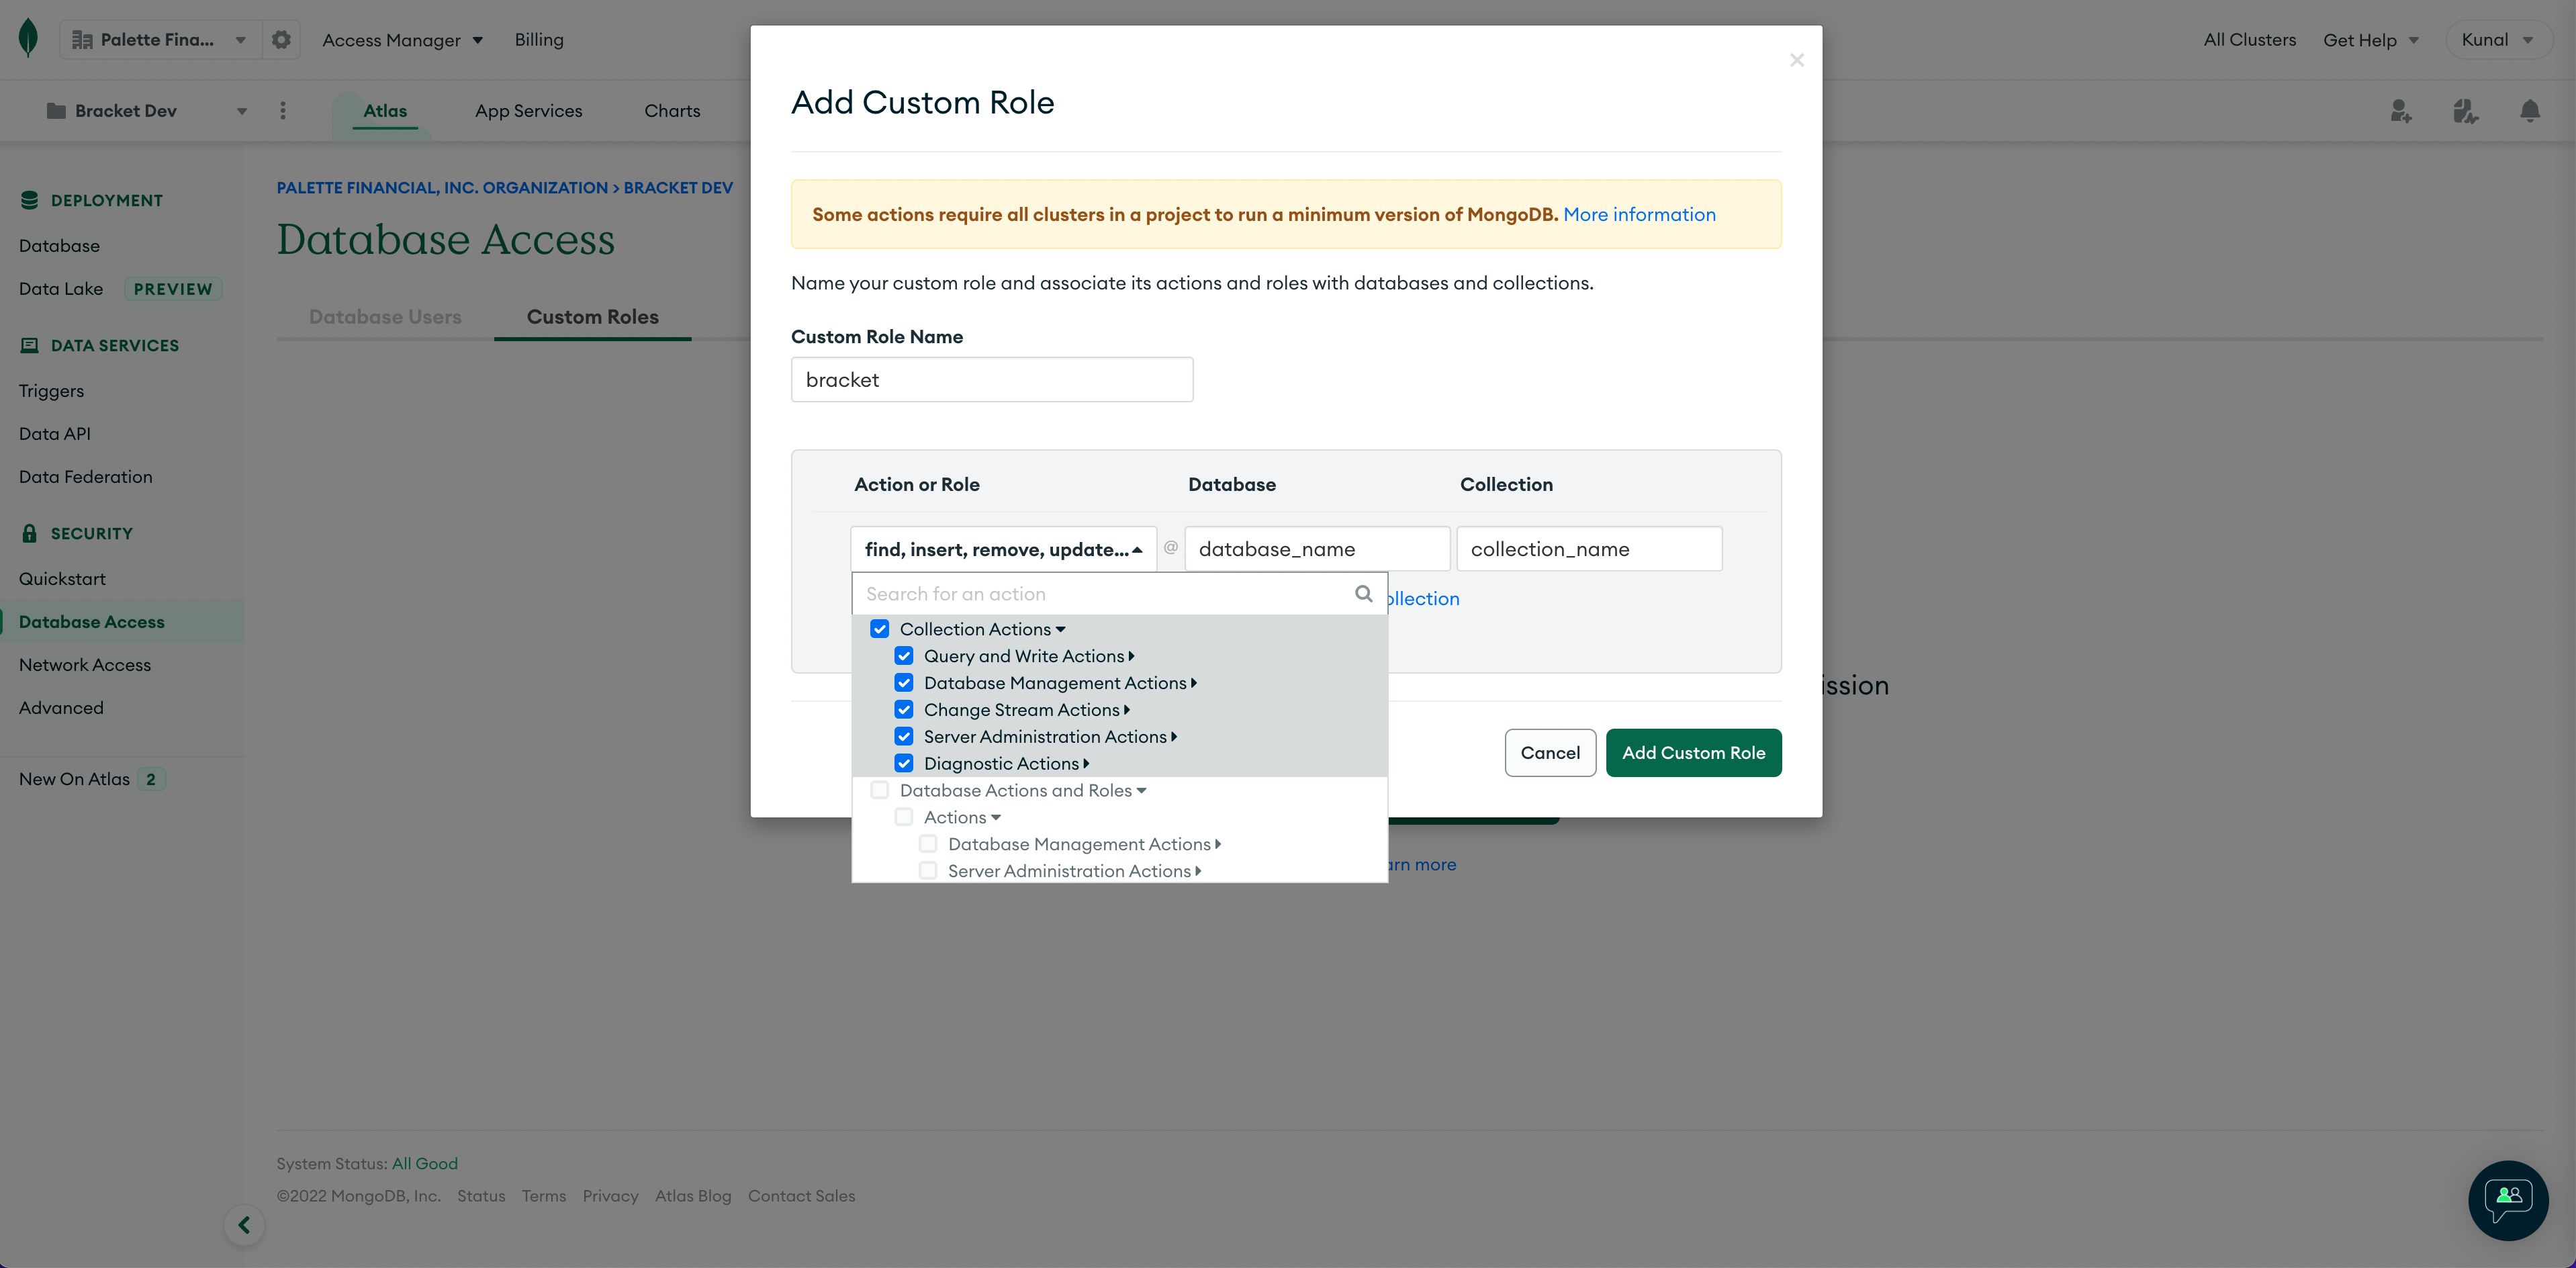 Palette Fina...
Access Manager
Billing
All Clusters
Get Help
Kunal
Bracket Dev
Atlas
App Services
Charts
DEPLOYMENT
Database
Data Lake PREVIEW
DATA SERVICES
Triggers
Data API
Data Federation
SECURITY
Quickstart
Database Access
Network Access
Advanced
New On Atlas 2
PALETTE FINANCIAL, INC. ORGANIZATION > BRACKET DEV
Database Access
Database Users
Custom Roles
Add Custom Role
Some actions require all clusters in a project to run a minimum version of MongoDB. More information
Name your custom role and associate its actions and roles with databases and collections.
Custom Role Name
bracket
Action or Role
Database
Collection
find, insert, remove, update...
@
database_name
collection_name
Search for an action
ollection
Collection Actions
Query and Write Actions
Database Management Actions
Change Stream Actions
Server Administration Actions
Diagnostic Actions
Database Actions and Roles
Actions
Database Management Actions
Server Administration Actions
ission
Cancel
Add Custom Role
arn more
System Status: All Good
©2022 MongoDB, Inc. Status Terms Privacy Atlas Blog Contact Sales